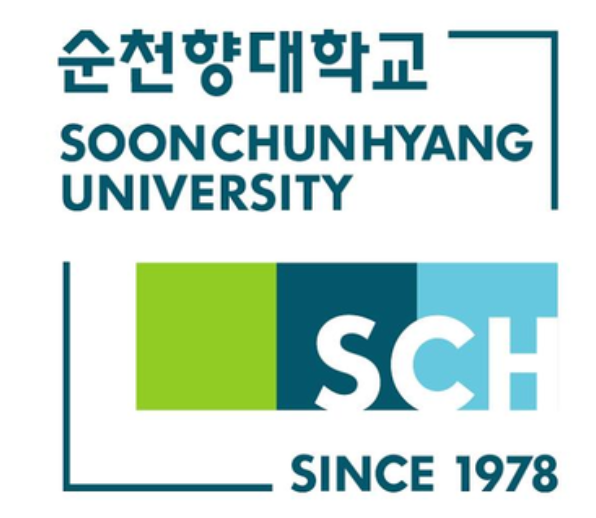 순천향대학교
SOONCHUNHYANG
UNIVERSITY
SCH
SINCE 1978